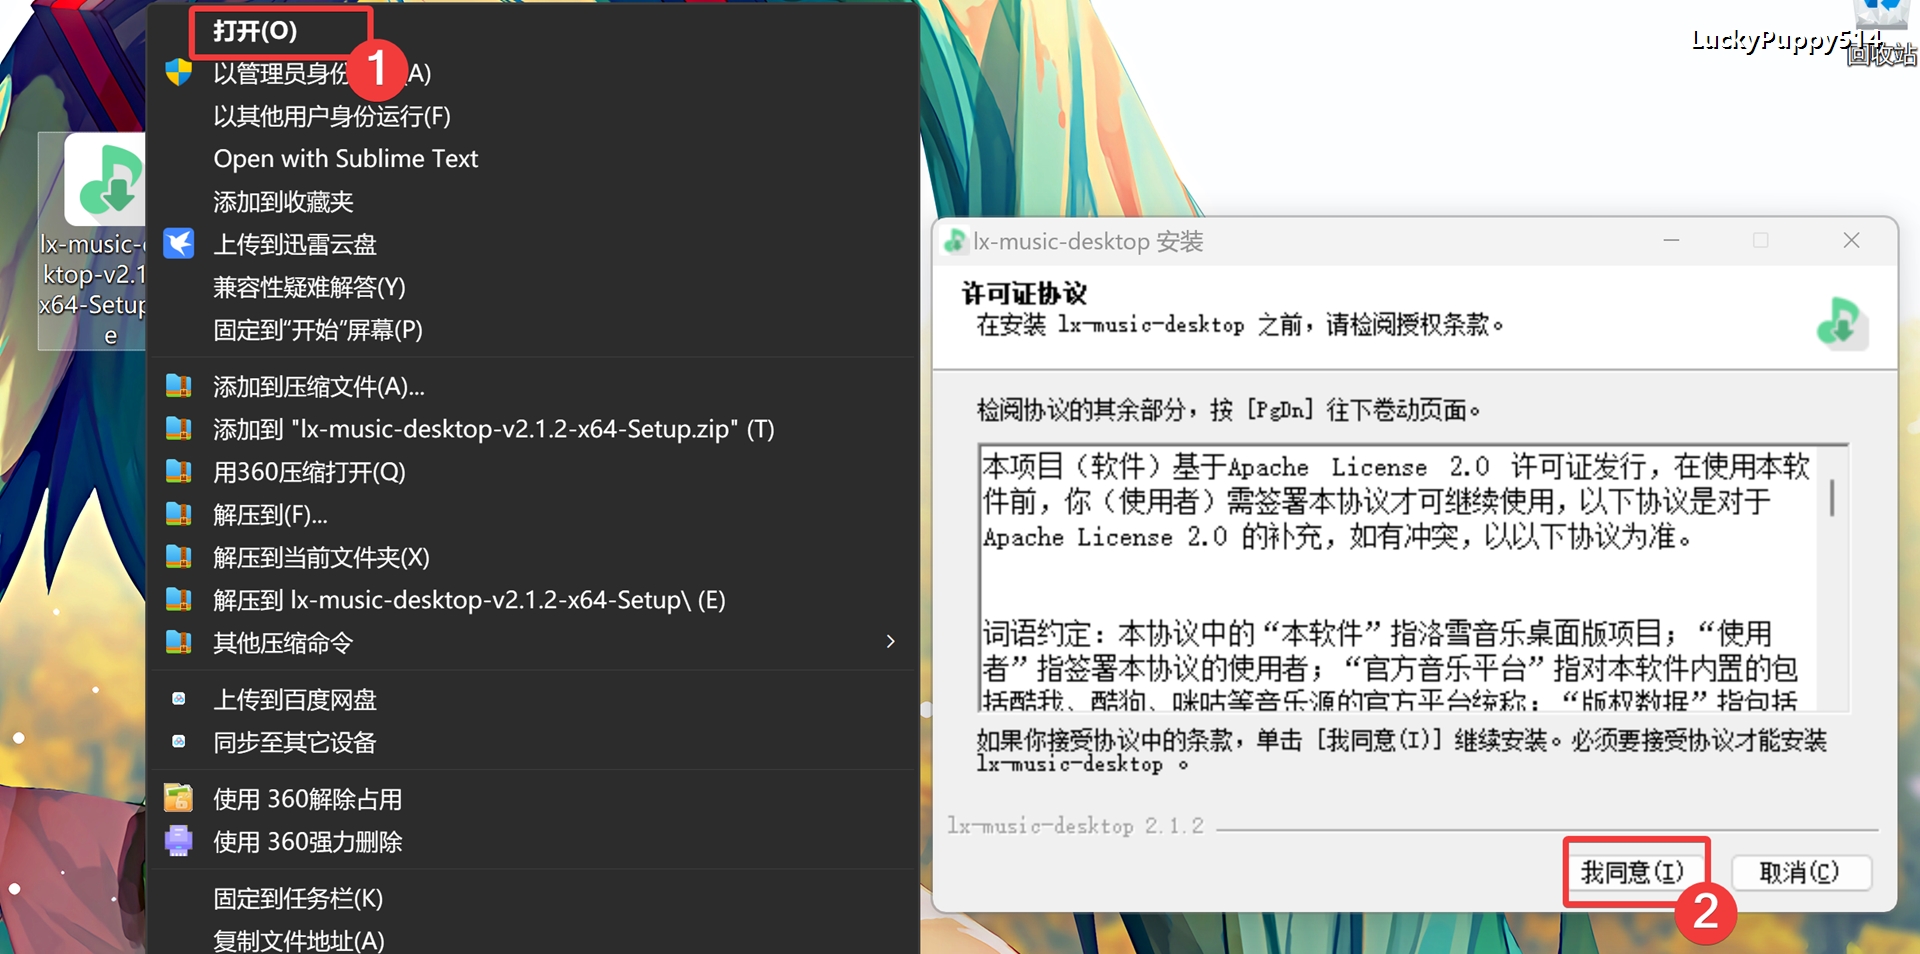 打开(O)
1
以管理员身份
A)
以其他用户身份运行(F)
Open with Sublime Text
添加到收藏夹
上传到迅雷云盘
兼容性疑难解答(Y)
固定到“开始”屏幕(P)
添加到压缩文件(A)...
添加到 "lx-music-desktop-v2.1.2-x64-Setup.zip" (T)
用360压缩打开(Q)
解压到(F)...
解压到当前文件夹(X)
解压到 lx-music-desktop-v2.1.2-x64-Setup\ (E)
其他压缩命令
上传到百度网盘
同步至其它设备
使用 360解除占用
使用 360强力删除
固定到任务栏(K)
复制文件地址(A)
lx-music-
ktop-v2.1
x64-Setup
e
LuckyPuppy514
回收站
lx-music-desktop 安装
许可证协议
在安装 lx-music-desktop 之前，请检阅授权条款。
检阅协议的其余部分，按 [PgDn] 往下卷动页面。
本项目（软件）基于Apache License 2.0 许可证发行，在使用本软
件前，你（使用者）需签署本协议才可继续使用，以下协议是对于
Apache License 2.0 的补充，如有冲突，以以下协议为准。
词语约定：本协议中的“本软件”指洛雪音乐桌面版项目；“使用
者”指签署本协议的使用者；“官方音乐平台”指对本软件内置的包
括酷我、酷狗、咪咕等音乐源的官方平台统称；“版权数据”指包括
如果你接受协议中的条款，单击 [我同意(I)] 继续安装。必须要接受协议才能安装
lx-music-desktop 。
lx-music-desktop 2.1.2
我同意(I)
取消(C)
2